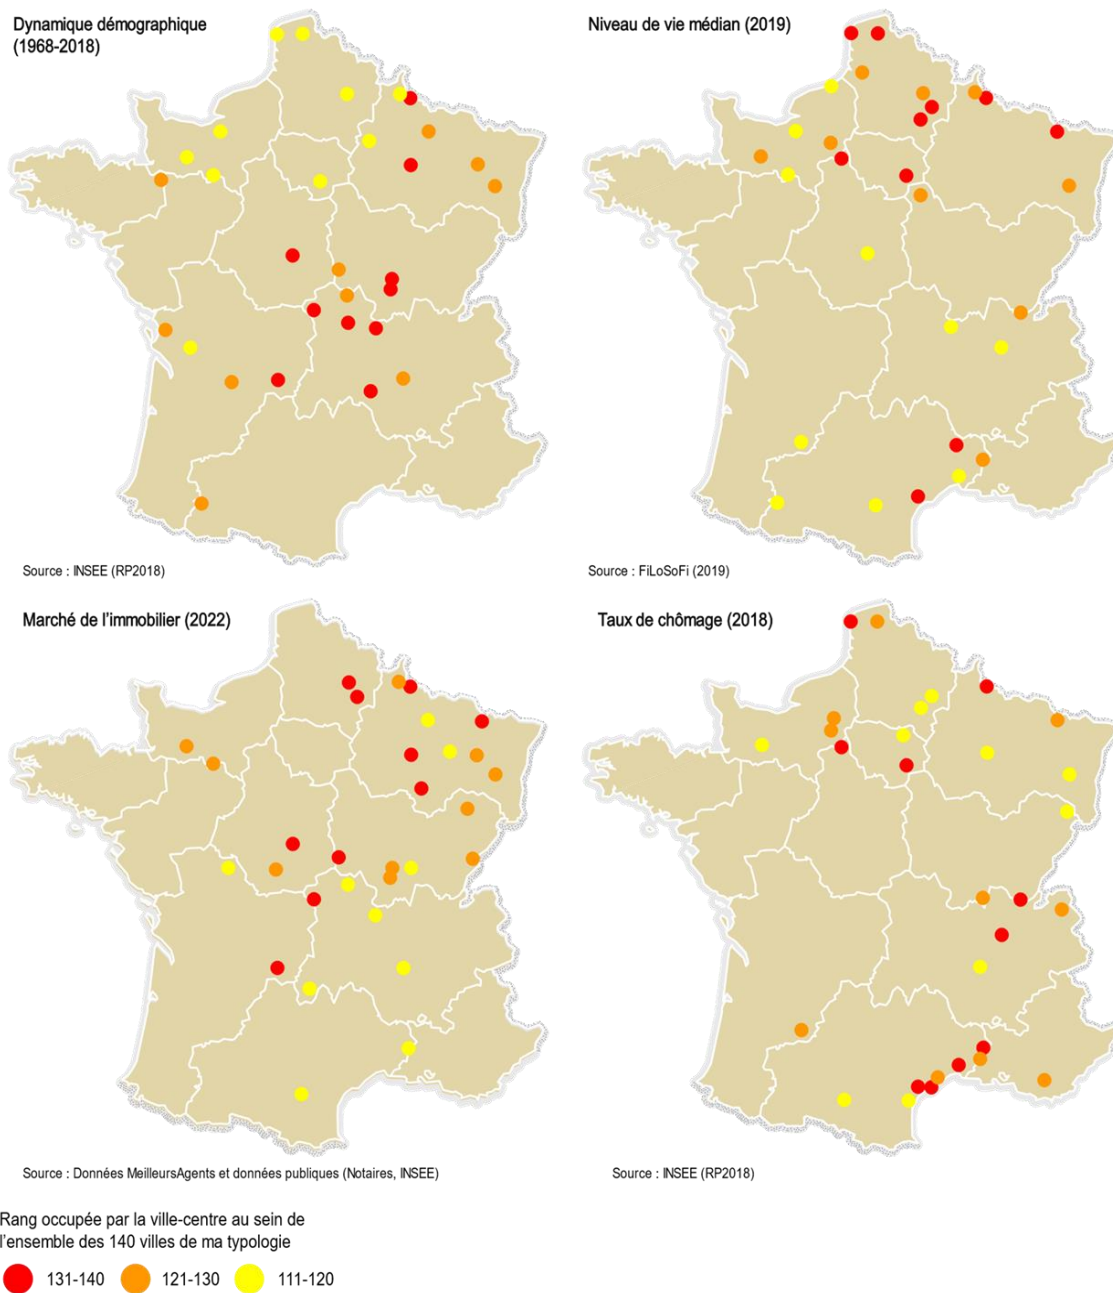 Dynamique démographique
(1968-2018)
Niveau de vie médian (2019)
Source : INSEE (RP2018)
Source : FiLoSoFi (2019)
Marché de l'immobilier (2022)
Taux de chômage (2018)
Source : Données MeilleursAgents et données publiques (Notaires, INSEE)
Source : INSEE (RP2018)
Rang occupée par la ville-centre au sein de
l'ensemble des 140 villes de ma typologie
131-140 121-130 111-120